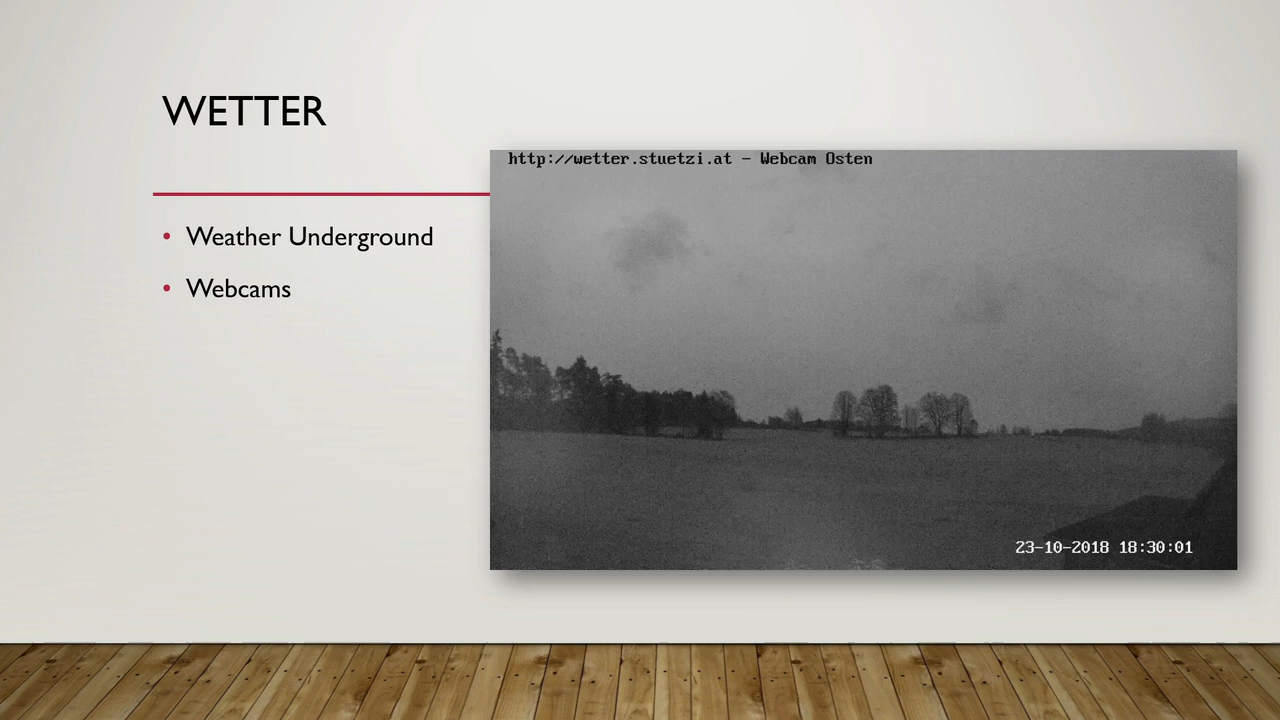 WETTER
• Weather Underground
• Webcams
http://wetter.stuetzi.at - Webcam Osten
23-10-2018 18:30:01